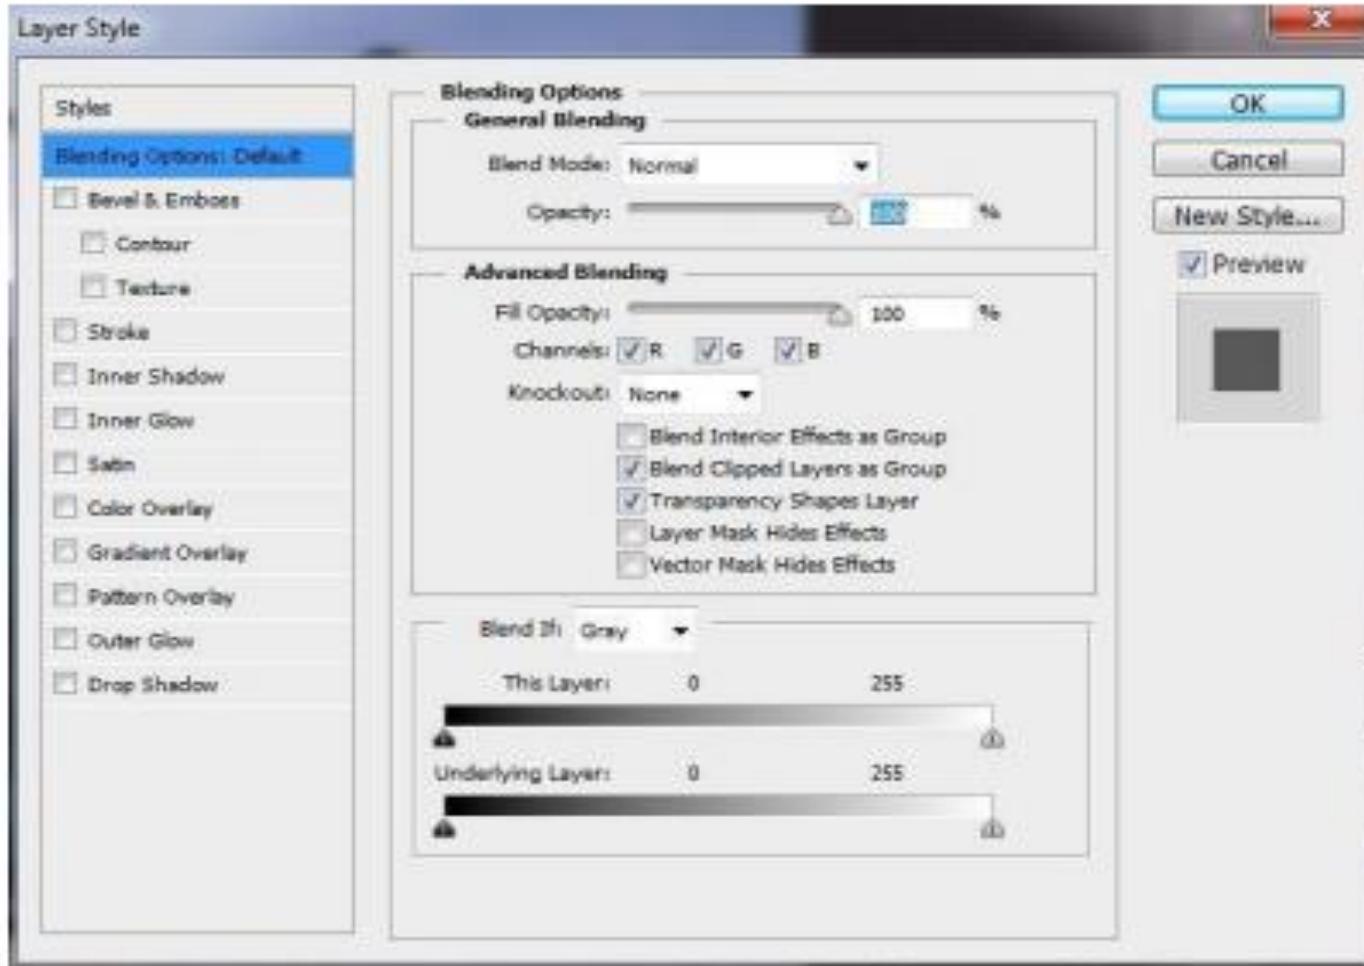 Layer Style
X
Styles
Blending Options: Default
Bevel & Emboss
Contour
Texture
Stroke
Inner Shadow
Inner Glow
Satin
Color Overlay
Gradient Overlay
Pattern Overlay
Outer Glow
Drop Shadow
Blending Options
General Blending
Blend Mode: Normal
Opacity: 100 %
Advanced Blending
Fill Opacity: 100 %
Channels: R G B
Knockout: None
Blend Interior Effects as Group
Blend Clipped Layers as Group
Transparency Shapes Layer
Layer Mask Hides Effects
Vector Mask Hides Effects
Blend If: Gray
This Layer: 0 255
Underlying Layer: 0 255
OK
Cancel
New Style...
Preview